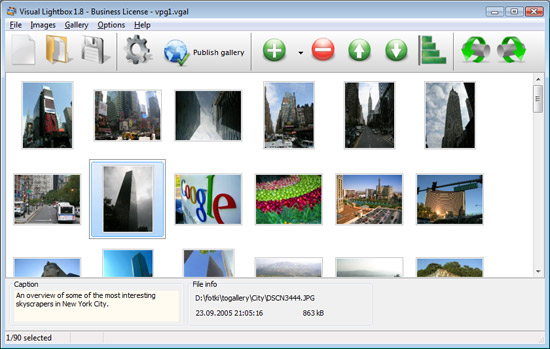 Visual Lightbox 1.8 - Business License - vpg1.vgal
File Images Gallery Options Help
Publish gallery
Google
Caption
An overview of some of the most interesting
skyscrapers in New York City.
File info
D:\fotki\togallery\City\DSCN3444.JPG
23.09.2005 21:05:16 863 kB
1/90 selected